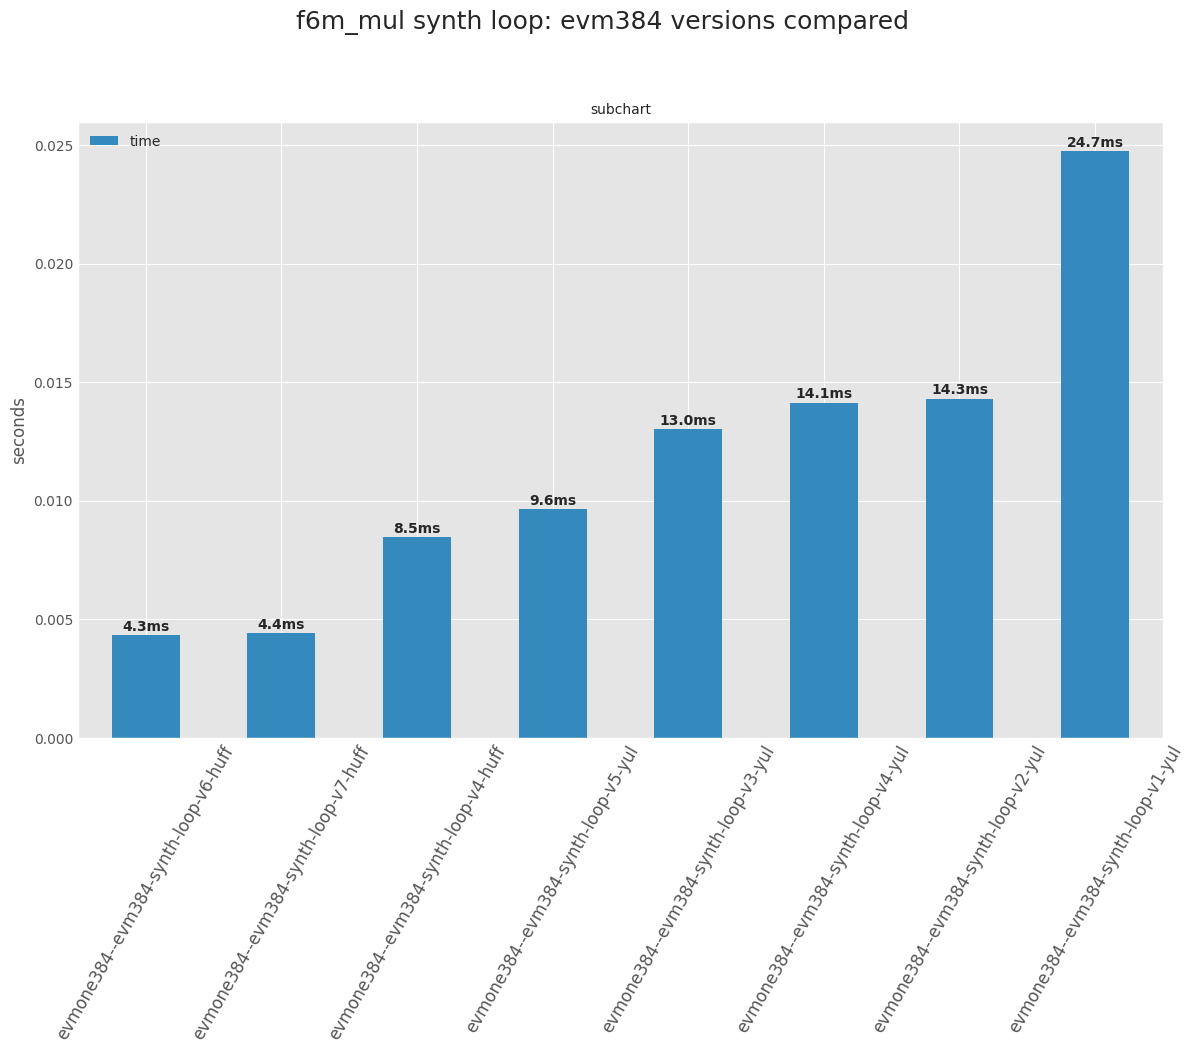 f6m_mul synth loop: evm384 versions compared
subchart
time
seconds
0.025
0.020
0.015
0.010
0.005
0.000
4.3ms
4.4ms
8.5ms
9.6ms
13.0ms
14.1ms
14.3ms
24.7ms
evmone384--evm384-synth-loop-v6-huff
evmone384--evm384-synth-loop-v7-huff
evmone384--evm384-synth-loop-v4-huff
evmone384--evm384-synth-loop-v5-yul
evmone384--evm384-synth-loop-v3-yul
evmone384--evm384-synth-loop-v4-yul
evmone384--evm384-synth-loop-v2-yul
evmone384--evm384-synth-loop-v1-yul